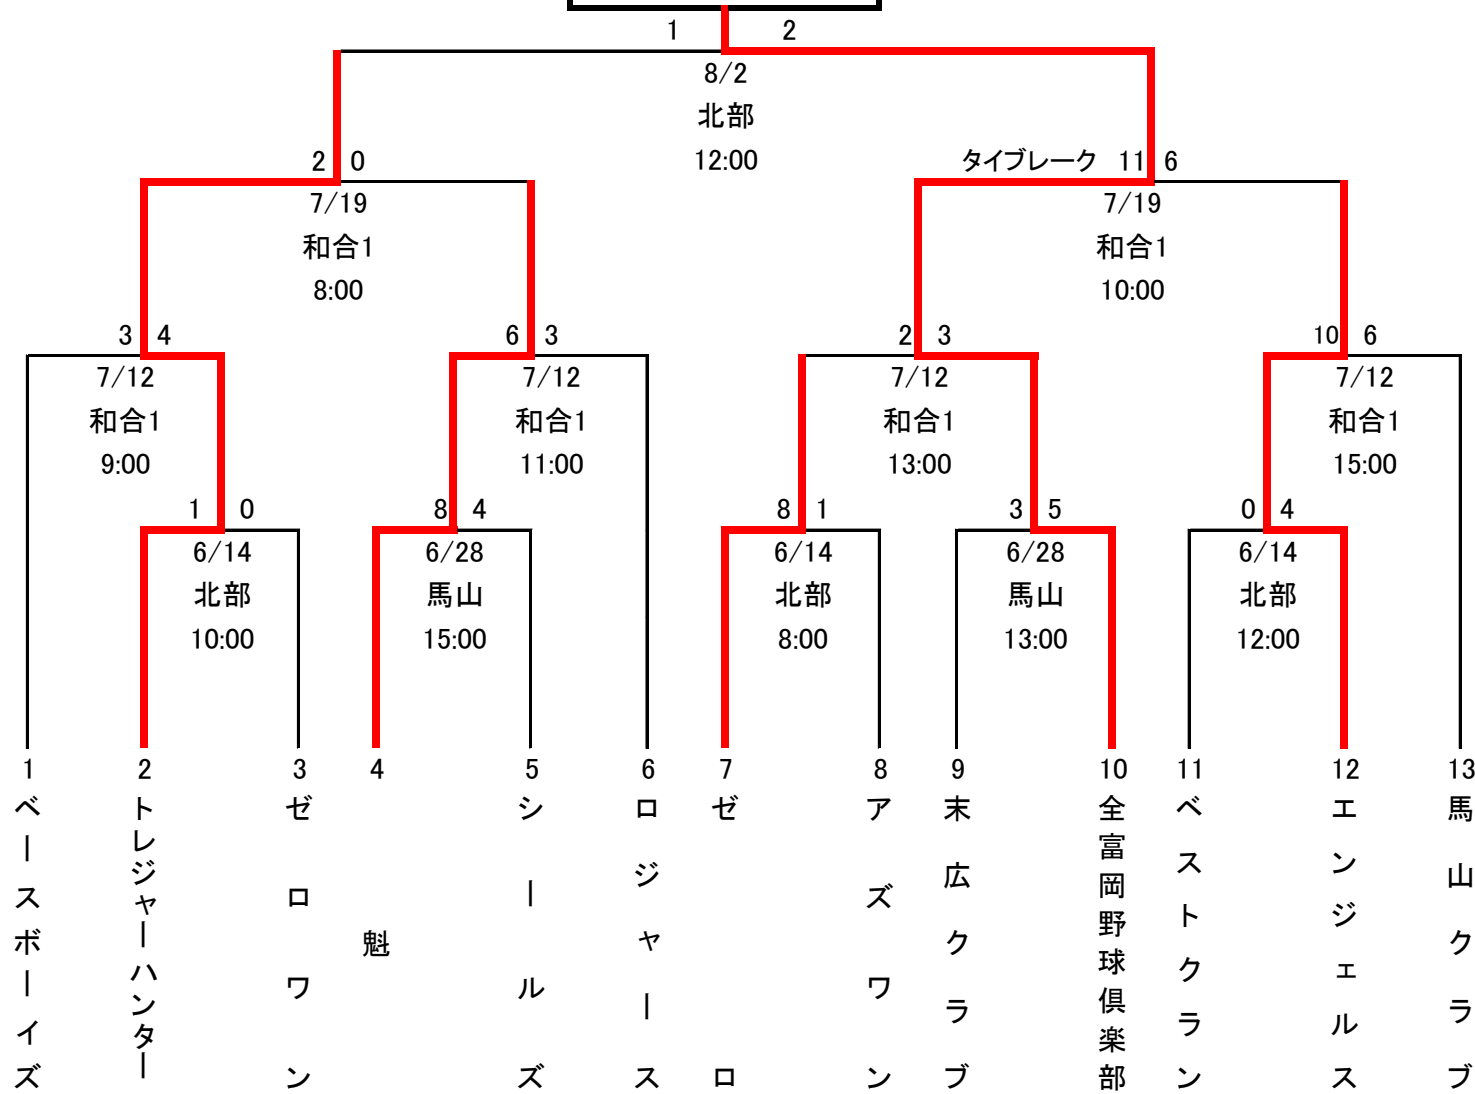 1 2
8/2
北部
12:00
2 0
7/19
和合1
8:00
タイブレーク 11 6
7/19
和合1
10:00
3 4
7/12
和合1
9:00
6 3
7/12
和合1
11:00
2 3
7/12
和合1
13:00
10 6
7/12
和合1
15:00
1 0
6/14
北部
10:00
8 4
6/28
馬山
15:00
8 1
6/14
北部
8:00
3 5
6/28
馬山
13:00
0 4
6/14
北部
12:00
1
ベースボーイズ
2
トレジャーハンター
3
ゼロワン
4
魁
5
シールズ
6
ロジャース
7
ゼロ
8
アズワン
9
末広クラブ
10
全富岡野球倶楽部
11
ベストクラン
12
エンジェルス
13
馬山クラブ